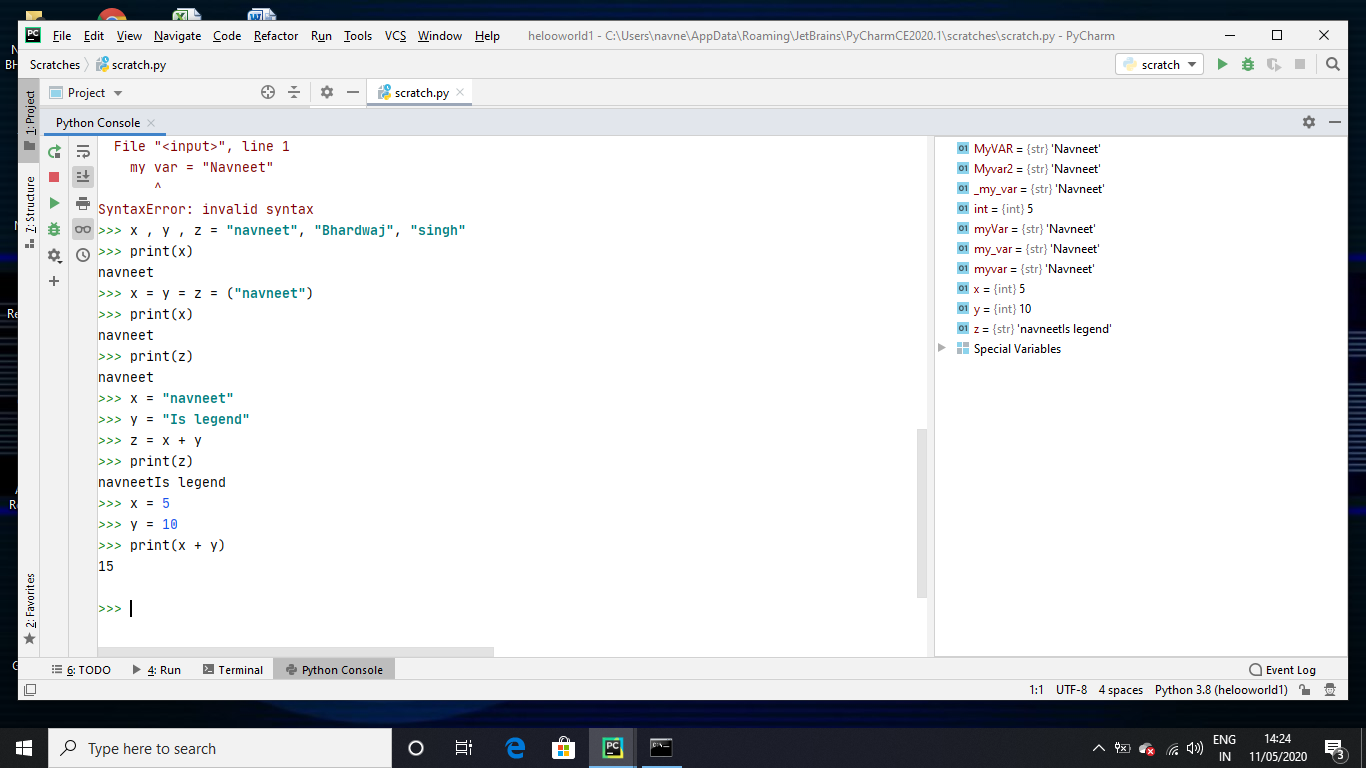 File Edit View Navigate Code Refactor Run Tools VCS Window Help helooworld1 - C:\Users\navne\AppData\Roaming\JetBrains\PyCharmCE2020.1\scratches\scratch.py - PyCharm
Scratches scratch.py scratch
1: Project
Project scratch.py
Python Console
7: Structure
2: Favorites
File "<input>", line 1
my var = "Navneet"
^
SyntaxError: invalid syntax
>>> x , y , z = "navneet", "Bhardwaj", "singh"
>>> print(x)
navneet
>>> x = y = z = ("navneet")
>>> print(x)
navneet
>>> print(z)
navneet
>>> x = "navneet"
>>> y = "Is legend"
>>> z = x + y
>>> print(z)
navneetIs legend
>>> x = 5
>>> y = 10
>>> print(x + y)
15
>>>
MyVAR = {str} 'Navneet'
Myvar2 = {str} 'Navneet'
_my_var = {str} 'Navneet'
int = {int} 5
myVar = {str} 'Navneet'
my_var = {str} 'Navneet'
myvar = {str} 'Navneet'
x = {int} 5
y = {int} 10
z = {str} 'navneetIs legend'
Special Variables
6: TODO 4: Run Terminal Python Console Event Log
1:1 UTF-8 4 spaces Python 3.8 (helooworld1)
Type here to search
ENG
IN
14:24
11/05/2020
3